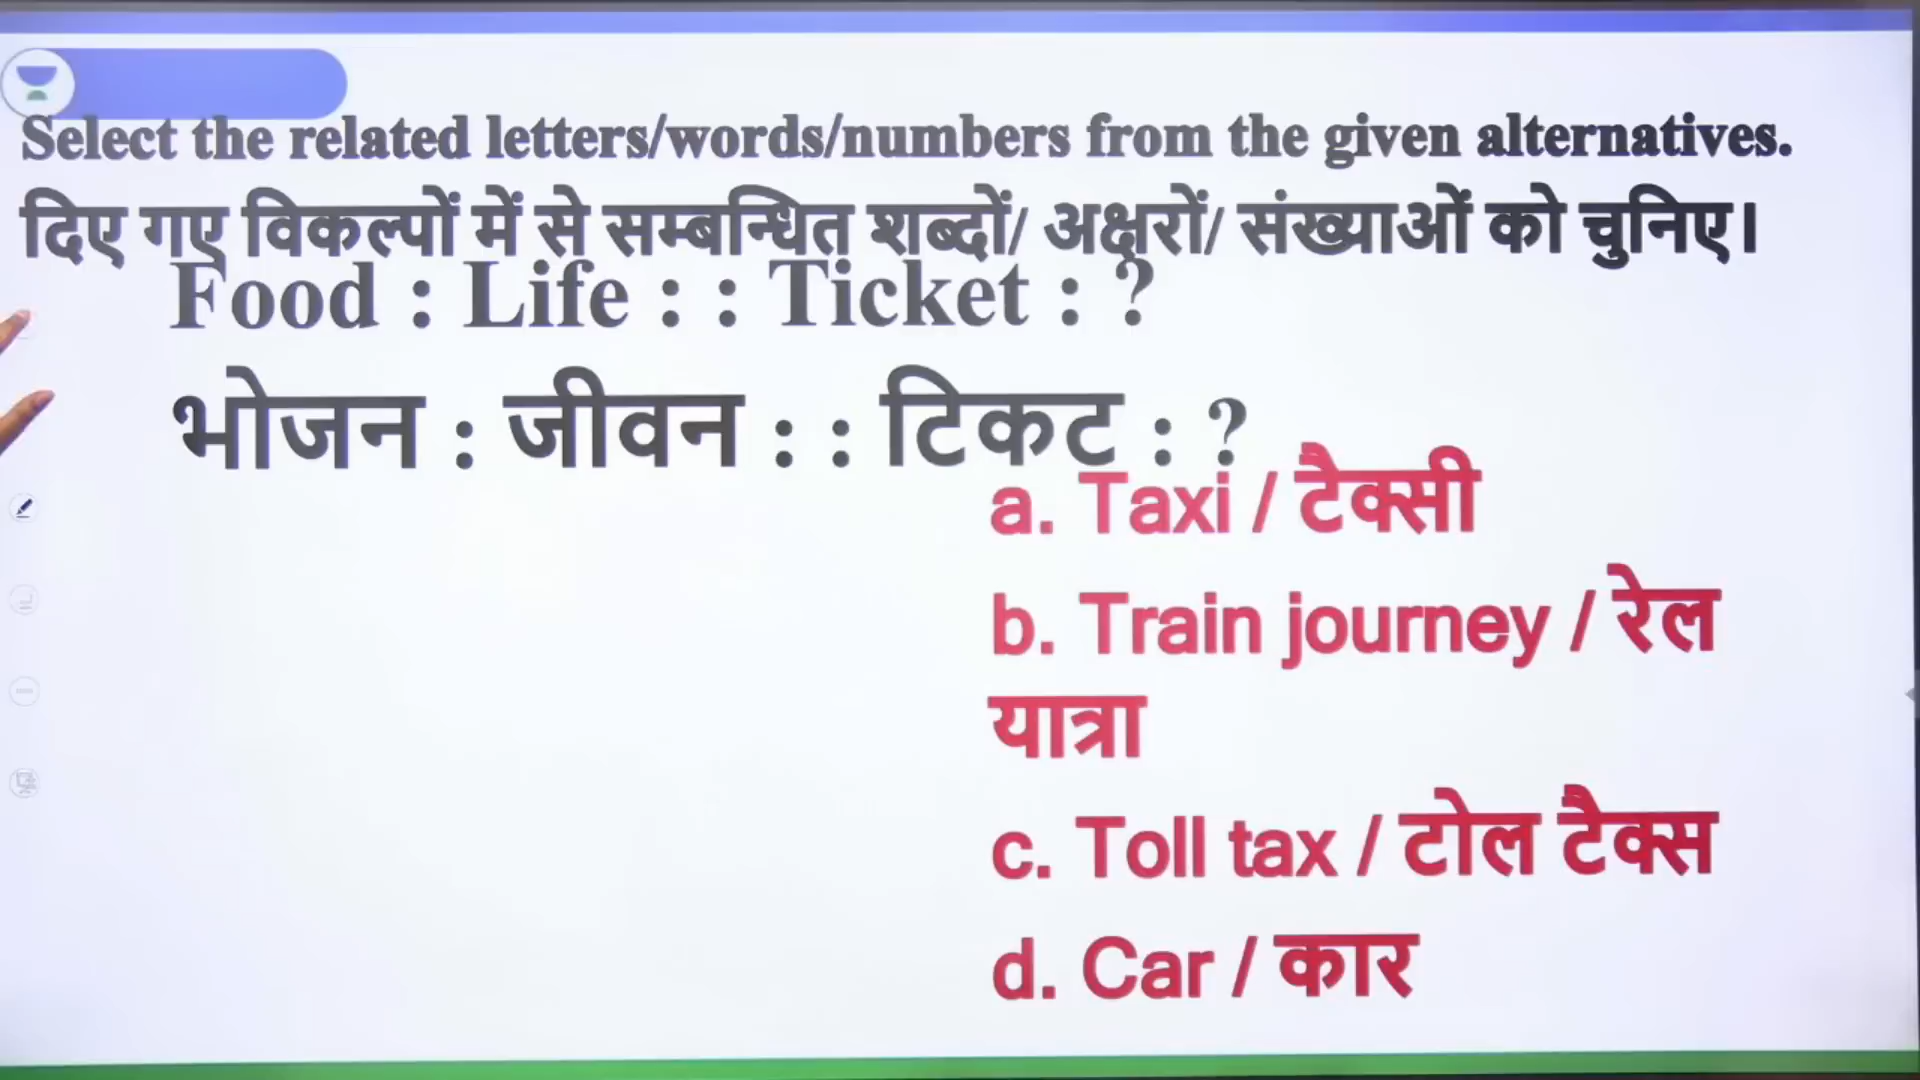 Select the related letters/words/numbers from the given alternatives.
दिए गए विकल्पों में से सम्बन्धित शब्दों/ अक्षरों/ संख्याओं को चुनिए।
Food : Life : : Ticket : ?
भोजन : जीवन : : टिकट : ?
a. Taxi / टैक्सी
b. Train journey / रेल
यात्रा
c. Toll tax / टोल टैक्स
d. Car / कार